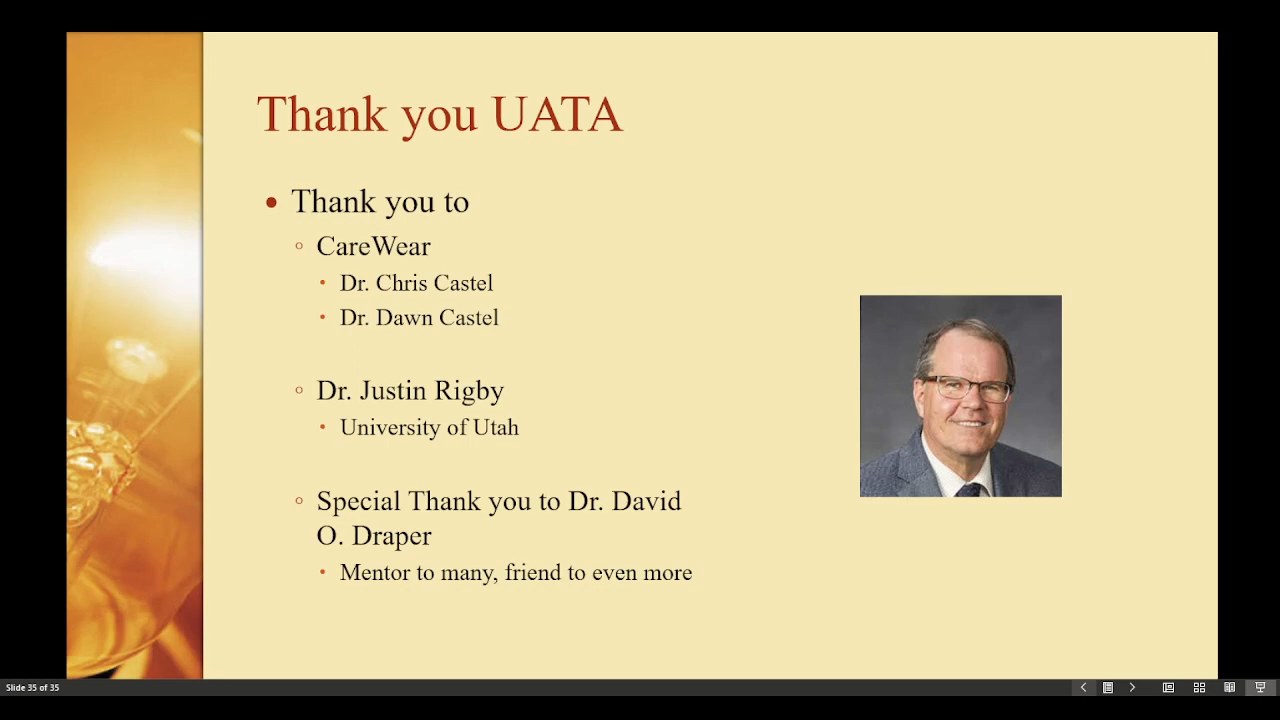 Thank you UATA
Thank you to
CareWear
Dr. Chris Castel
Dr. Dawn Castel
Dr. Justin Rigby
University of Utah
Special Thank you to Dr. David
O. Draper
Mentor to many, friend to even more
Slide 35 of 35